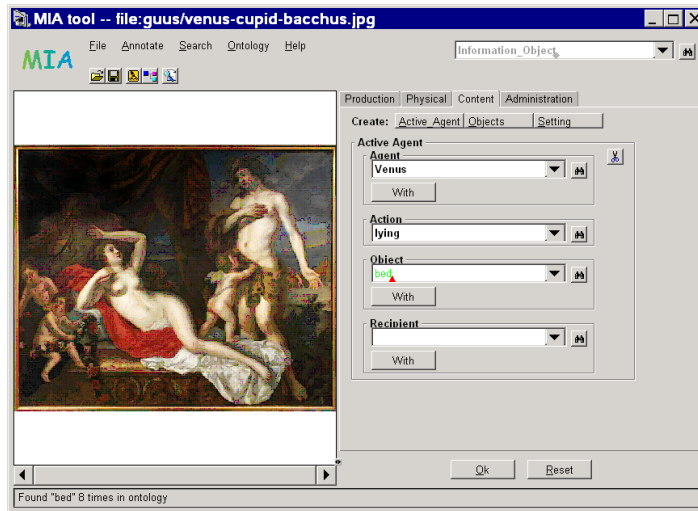 MIA tool -- file:guus/venus-cupid-bacchus.jpg
MIA
File Annotate Search Ontology Help
Information_Object
Production Physical Content Administration
Create: Active_Agent Objects Setting
Active Agent
Agent
Venus
With
Action
lying
Object
bed
With
Recipient
With
Ok Reset
Found "bed" 8 times in ontology